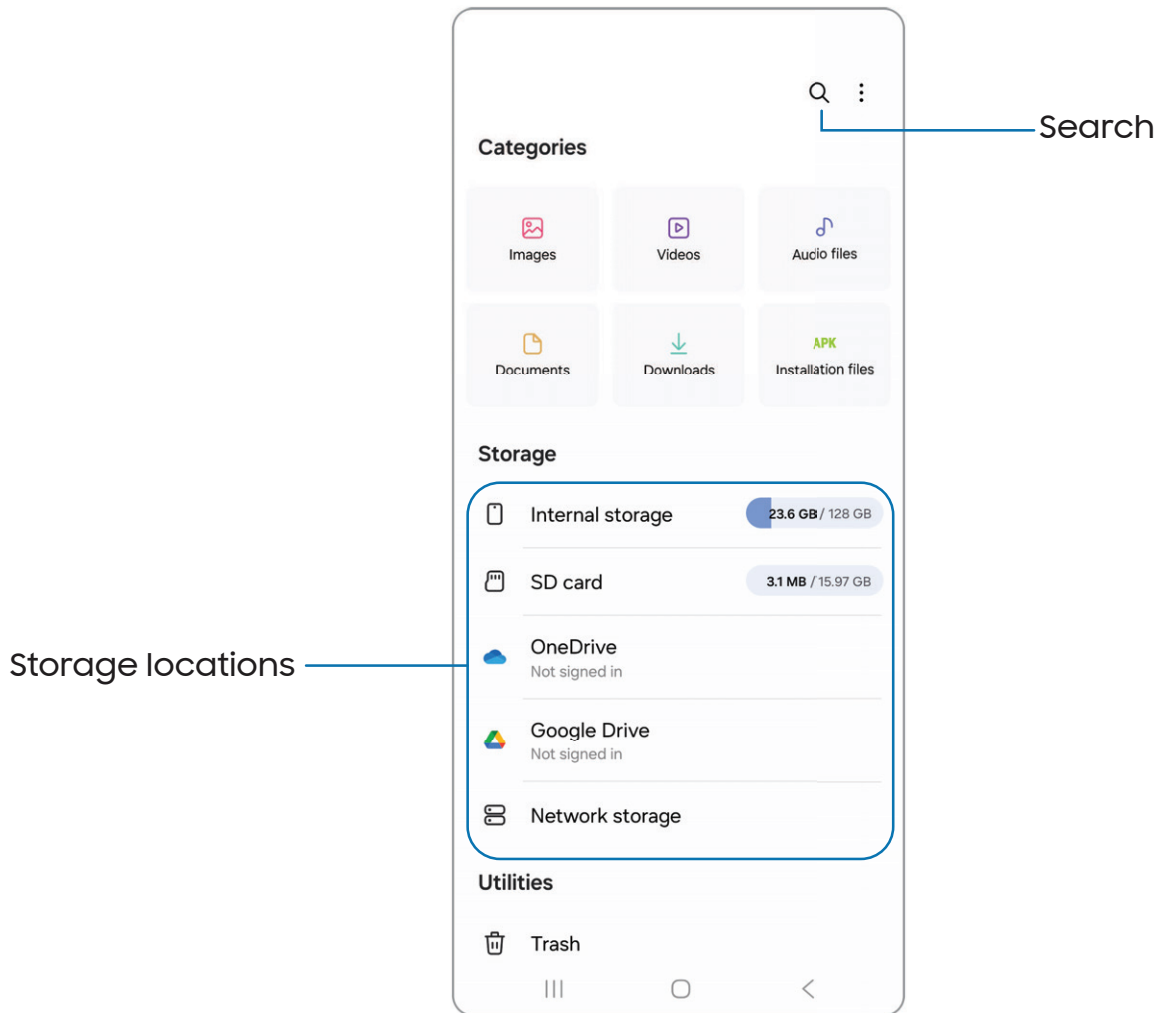 Search
Categories
Images
Videos
Audio files
Documents
Downloads
APK
Installation files
Storage
Internal storage
23.6 GB / 128 GB
SD card
3.1 MB / 15.97 GB
Storage locations
OneDrive
Not signed in
Google Drive
Not signed in
Network storage
Utilities
Trash